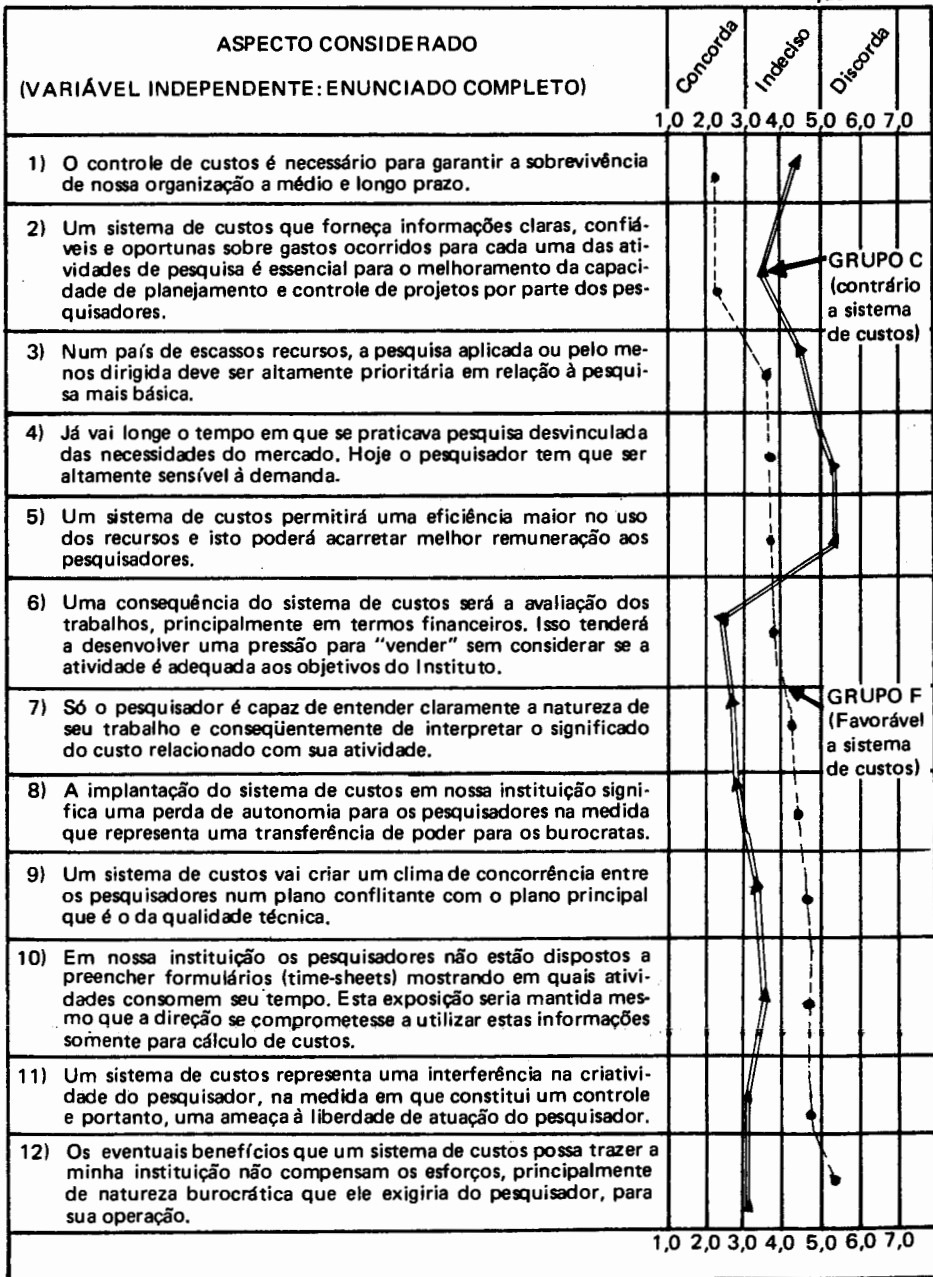 ASPECTO CONSIDERADO
(VARIÁVEL INDEPENDENTE: ENUNCIADO COMPLETO)
Concorda
Indeciso
Discorda
1,0 2,0 3,0 4,0 5,0 6,0 7,0
1) O controle de custos é necessário para garantir a sobrevivência
de nossa organização a médio e longo prazo.
2) Um sistema de custos que forneça informações claras, confiá-
veis e oportunas sobre gastos ocorridos para cada uma das ati-
vidades de pesquisa é essencial para o melhoramento da capaci-
dade de planejamento e controle de projetos por parte dos pes-
quisadores.
GRUPO C
(contrário
a sistema
de custos)
3) Num país de escassos recursos, a pesquisa aplicada ou pelo me-
nos dirigida deve ser altamente prioritária em relação à pesqui-
sa mais básica.
4) Já vai longe o tempo em que se praticava pesquisa desvinculada
das necessidades do mercado. Hoje o pesquisador tem que ser
altamente sensível à demanda.
5) Um sistema de custos permitirá uma eficiência maior no uso
dos recursos e isto poderá acarretar melhor remuneração aos
pesquisadores.
6) Uma consequência do sistema de custos será a avaliação dos
trabalhos, principalmente em termos financeiros. Isso tenderá
a desenvolver uma pressão para "vender" sem considerar se a
atividade é adequada aos objetivos do Instituto.
7) Só o pesquisador é capaz de entender claramente a natureza de
seu trabalho e conseqüentemente de interpretar o significado
do custo relacionado com sua atividade.
GRUPO F
(Favorável
a sistema
de custos)
8) A implantação do sistema de custos em nossa instituição signi-
fica uma perda de autonomia para os pesquisadores na medida
que representa uma transferência de poder para os burocratas.
9) Um sistema de custos vai criar um clima de concorrência entre
os pesquisadores num plano conflitante com o plano principal
que é o da qualidade técnica.
10) Em nossa instituição os pesquisadores não estão dispostos a
preencher formulários (time-sheets) mostrando em quais ativi-
dades consomem seu tempo. Esta exposição seria mantida mes-
mo que a direção se comprometesse a utilizar estas informações
somente para cálculo de custos.
11) Um sistema de custos representa uma interferência na criativi-
dade do pesquisador, na medida em que constitui um controle
e portanto, uma ameaça à liberdade de atuação do pesquisador.
12) Os eventuais benefícios que um sistema de custos possa trazer a
minha instituição não compensam os esforços, principalmente
de natureza burocrática que ele exigiria do pesquisador, para
sua operação.
1,0 2,0 3,0 4,0 5,0 6,0 7,0